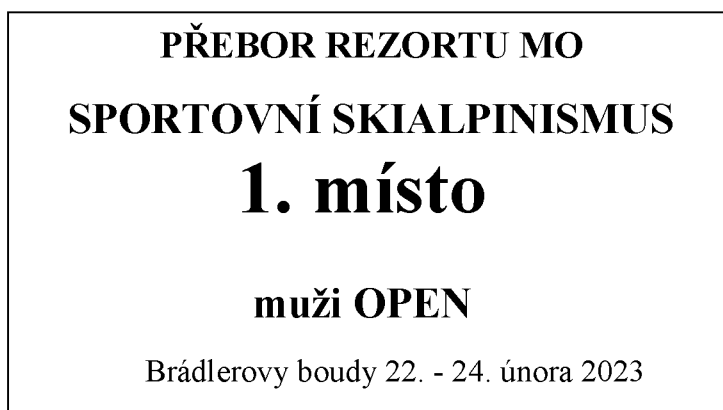 PŘEBOR REZORTU MO
SPORTOVNÍ SKIALPINISMUS
1. místo
muži OPEN
Brádlerovy boudy 22. - 24. února 2023